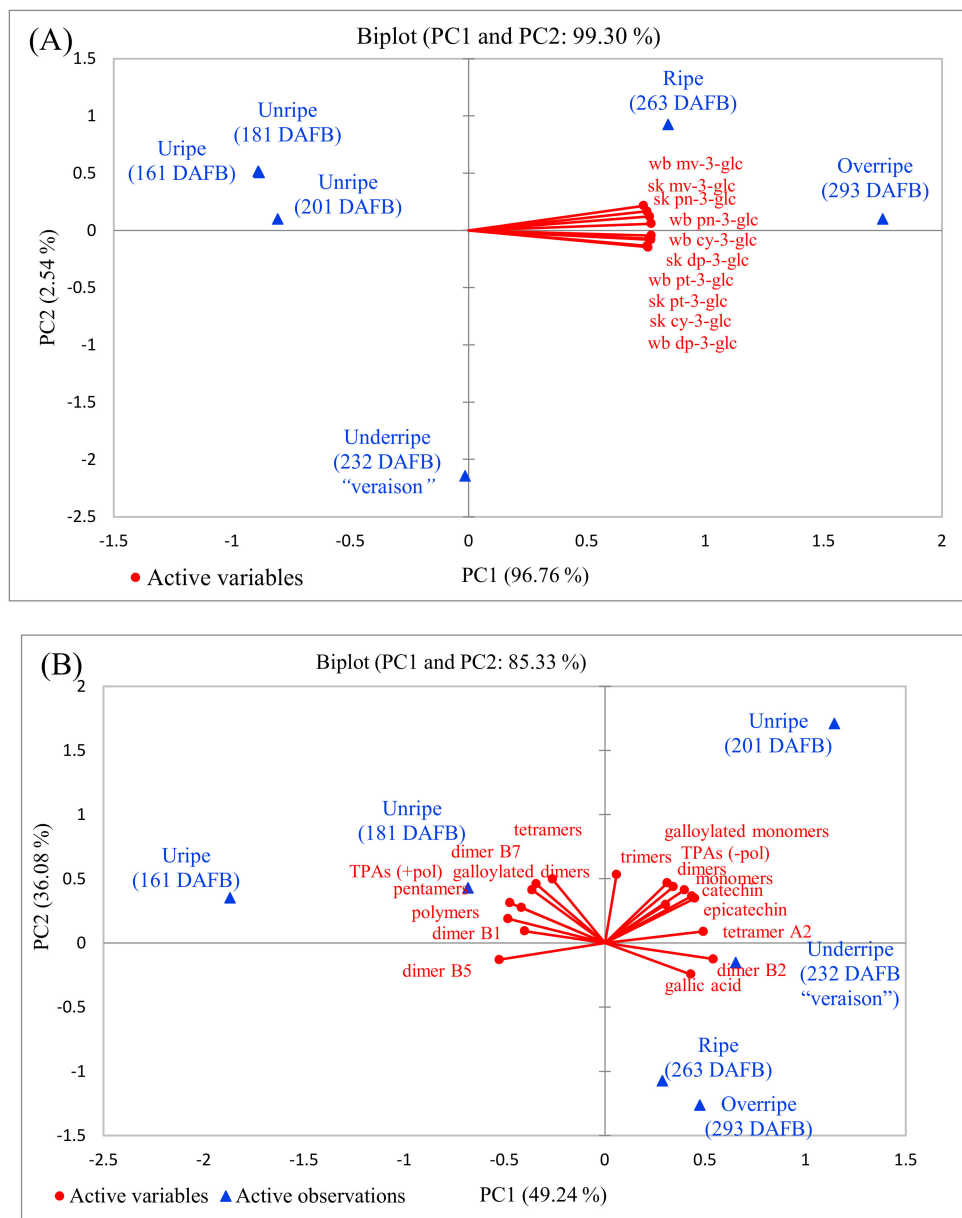 (A)
Biplot (PC1 and PC2: 99.30 %)
1.5
1
0.5
0
-0.5
-1
-1.5
-2
-2.5
PC2 (2.54 %)
Unripe
(181 DAFB)
Uripe
(161 DAFB)
Unripe
(201 DAFB)
Ripe
(263 DAFB)
Overripe
(293 DAFB)
wb mv-3-glc
sk mv-3-glc
sk pn-3-glc
wb pn-3-glc
wb cy-3-glc
sk dp-3-glc
wb pt-3-glc
sk pt-3-glc
sk cy-3-glc
wb dp-3-glc
Underripe
(232 DAFB)
“veraison”
-1.5 -1 -0.5 0 0.5 1 1.5 2
Active variables
PC1 (96.76 %)
(B)
Biplot (PC1 and PC2: 85.33 %)
2
1.5
1
0.5
0
-0.5
-1
-1.5
PC2 (36.08 %)
Unripe
(201 DAFB)
Unripe
(181 DAFB)
Uripe
(161 DAFB)
tetramers
dimer B7
TPAs (+pol) galloylated dimers
pentamers
polymers
dimer B1
dimer B5
galloylated monomers
trimers TPAs (-pol)
dimers
monomers
catechin
epicatechin
tetramer A2
dimer B2
gallic acid
Underripe
(232 DAFB
“veraison”)
Ripe
(263 DAFB)
Overripe
(293 DAFB)
-2.5 -2 -1.5 -1 -0.5 0 0.5 1 1.5
Active variables Active observations
PC1 (49.24 %)